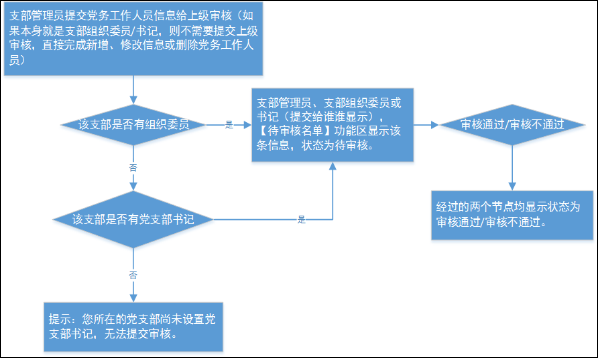 支部管理员提交党务工作人员信息给上级审核（如
果本身就是支部组织委员/书记，则不需要提交上级
审核，直接完成新增、修改信息或删除党务工作人
员）
该支部是否有组织委员
是
支部管理员、支部组织委员或
书记（提交给谁谁显示），
【待审核名单】功能区显示该
条信息，状态为待审核。
审核通过/审核不通过
否
该支部是否有党支部书记
是
经过的两个节点均显示状态为
审核通过/审核不通过。
否
提示：您所在的党支部尚未设置党
支部书记，无法提交审核。